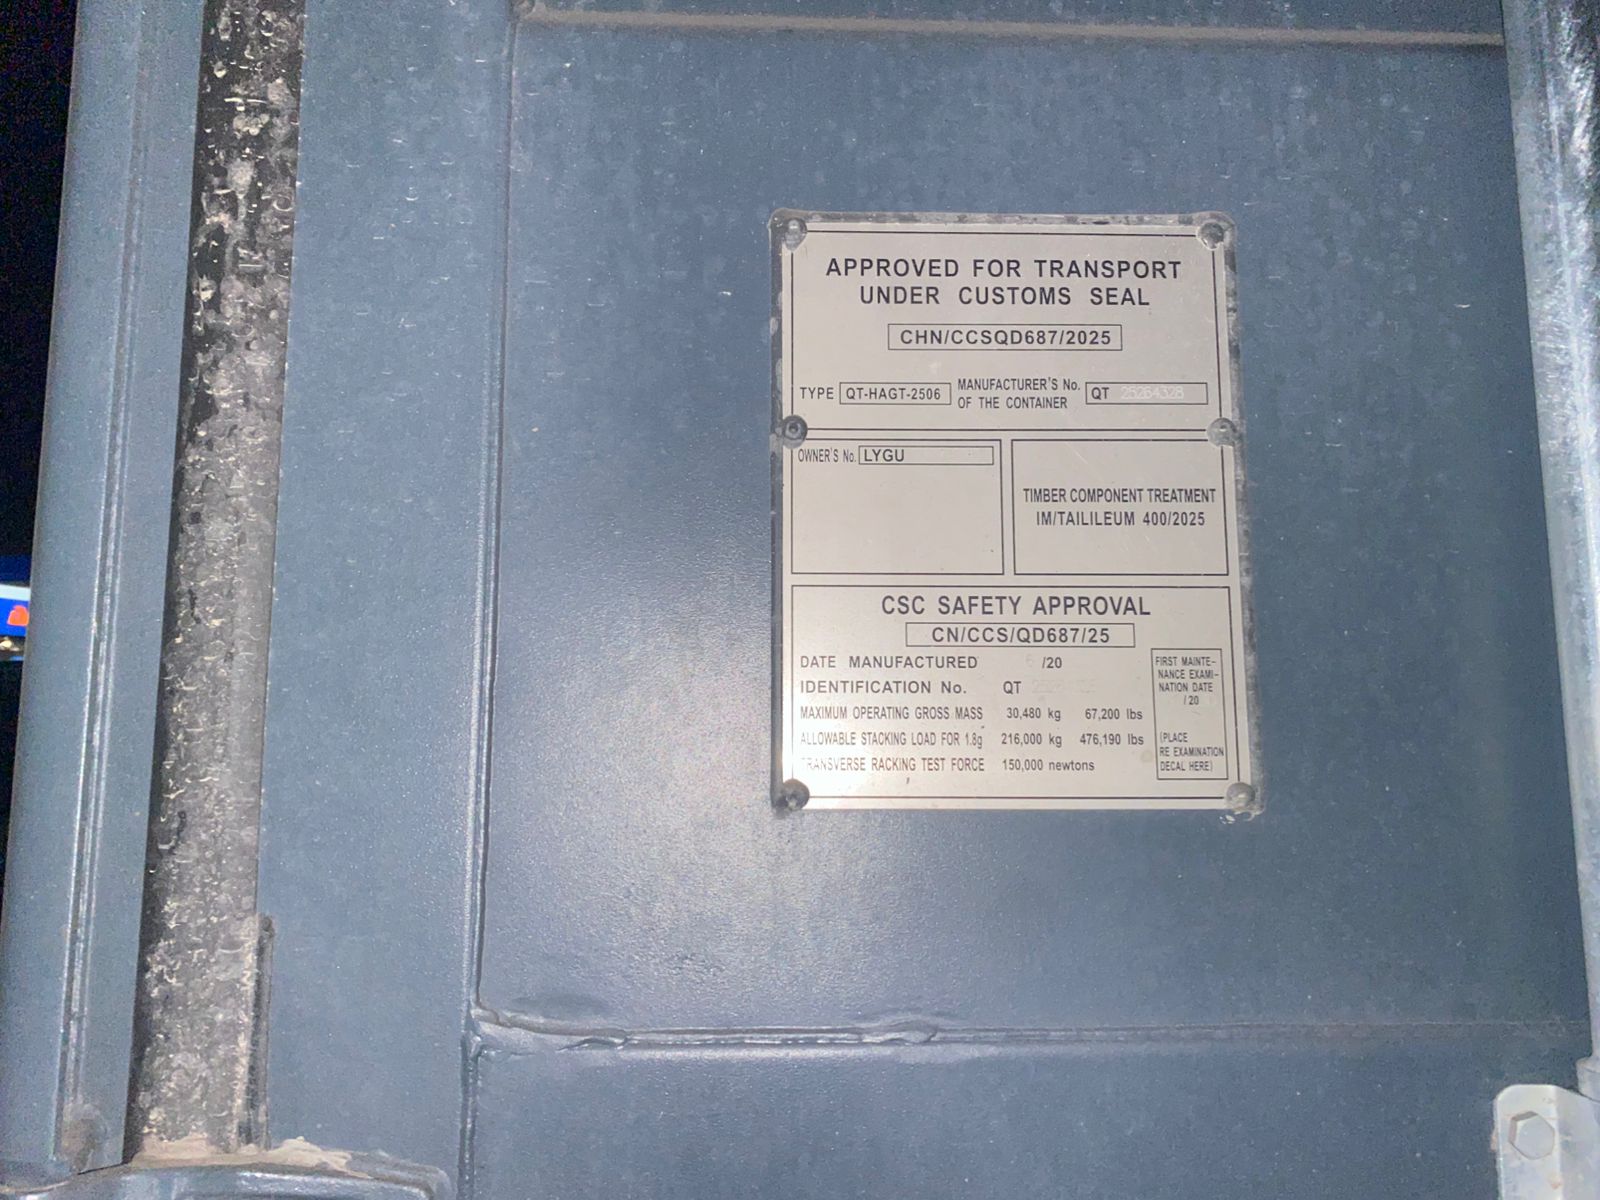 APPROVED FOR TRANSPORT
UNDER CUSTOMS SEAL
CHN/CCSQD687/2025
TYPE QT-HAGT-2506 MANUFACTURER'S No. OF THE CONTAINER QT 25264328
OWNER'S No. LYGU
TIMBER COMPONENT TREATMENT
IM/TAILILEUM 400/2025
CSC SAFETY APPROVAL
CN/CCS/QD687/25
DATE MANUFACTURED 6 /20
IDENTIFICATION No. QT
MAXIMUM OPERATING GROSS MASS 30,480 kg 67,200 lbs
ALLOWABLE STACKING LOAD FOR 1.8g 216,000 kg 476,190 lbs
TRANSVERSE RACKING TEST FORCE 150,000 newtons
FIRST MAINTE-
NANCE EXAMI-
NATION DATE
/20
(PLACE
RE EXAMINATION
DECAL HERE)